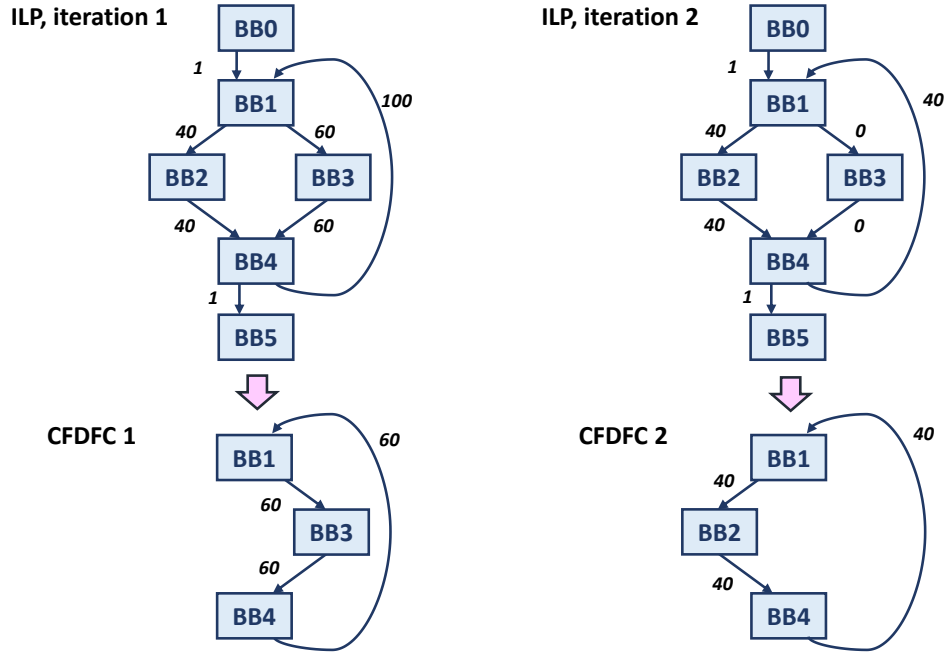 ILP, iteration 1
BB0
1
BB1
100
40
60
BB2
BB3
40
60
BB4
1
BB5
CFDFC 1
BB1
60
60
BB3
60
BB4
ILP, iteration 2
BB0
1
BB1
40
40
0
BB2
BB3
40
0
BB4
1
BB5
CFDFC 2
BB1
40
40
BB2
40
BB4